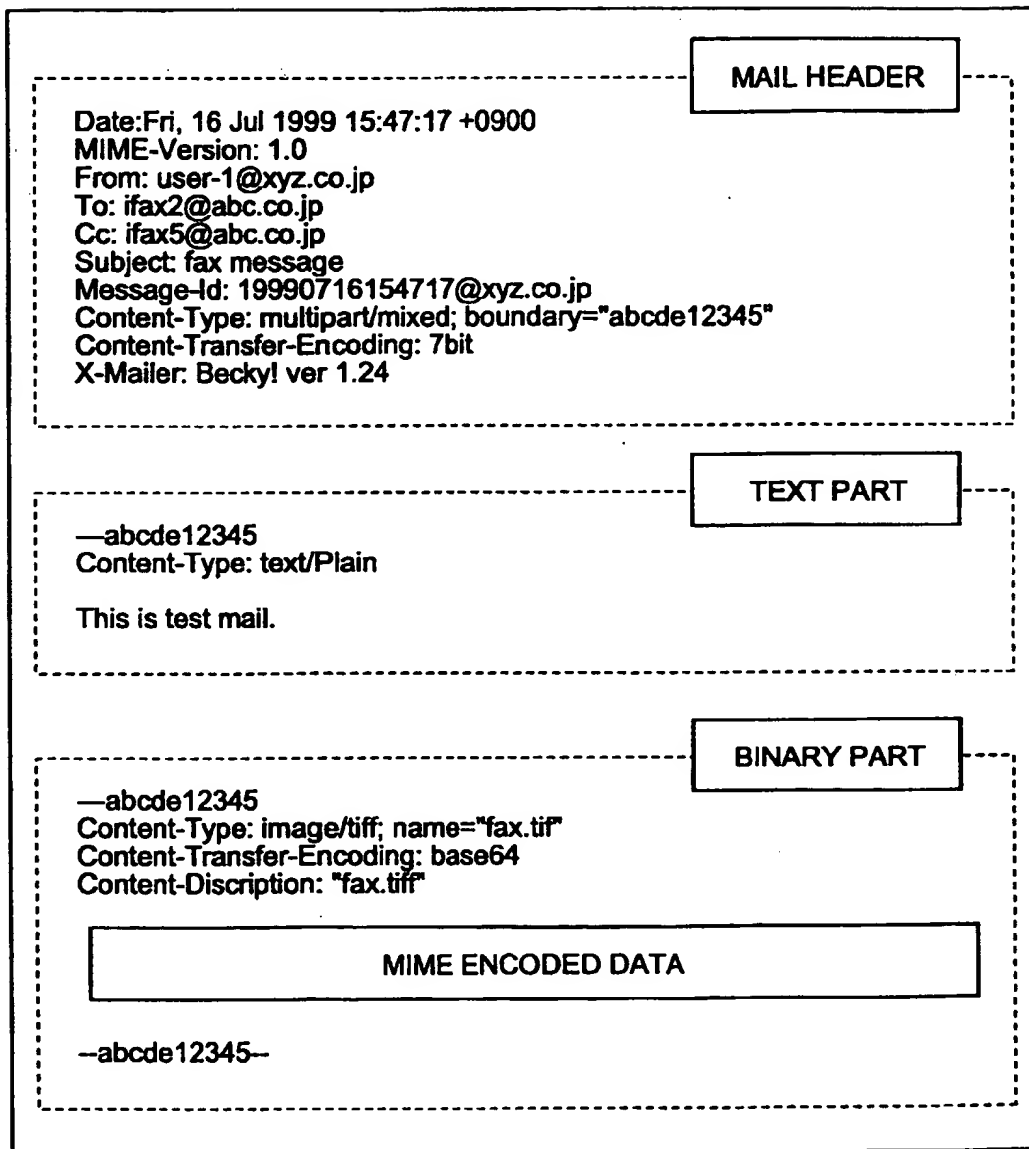 MAIL HEADER
Date:Fri, 16 Jul 1999 15:47:17 +0900
MIME-Version: 1.0
From: user-1@xyz.co.jp
To: ifax2@abc.co.jp
Cc: ifax5@abc.co.jp
Subject: fax message
Message-Id: 19990716154717@xyz.co.jp
Content-Type: multipart/mixed; boundary="abcde12345"
Content-Transfer-Encoding: 7bit
X-Mailer: Becky! ver 1.24
TEXT PART
—abcde12345
Content-Type: text/Plain
This is test mail.
BINARY PART
—abcde12345
Content-Type: image/tiff; name="fax.tif"
Content-Transfer-Encoding: base64
Content-Discription: "fax.tiff"
MIME ENCODED DATA
--abcde12345--